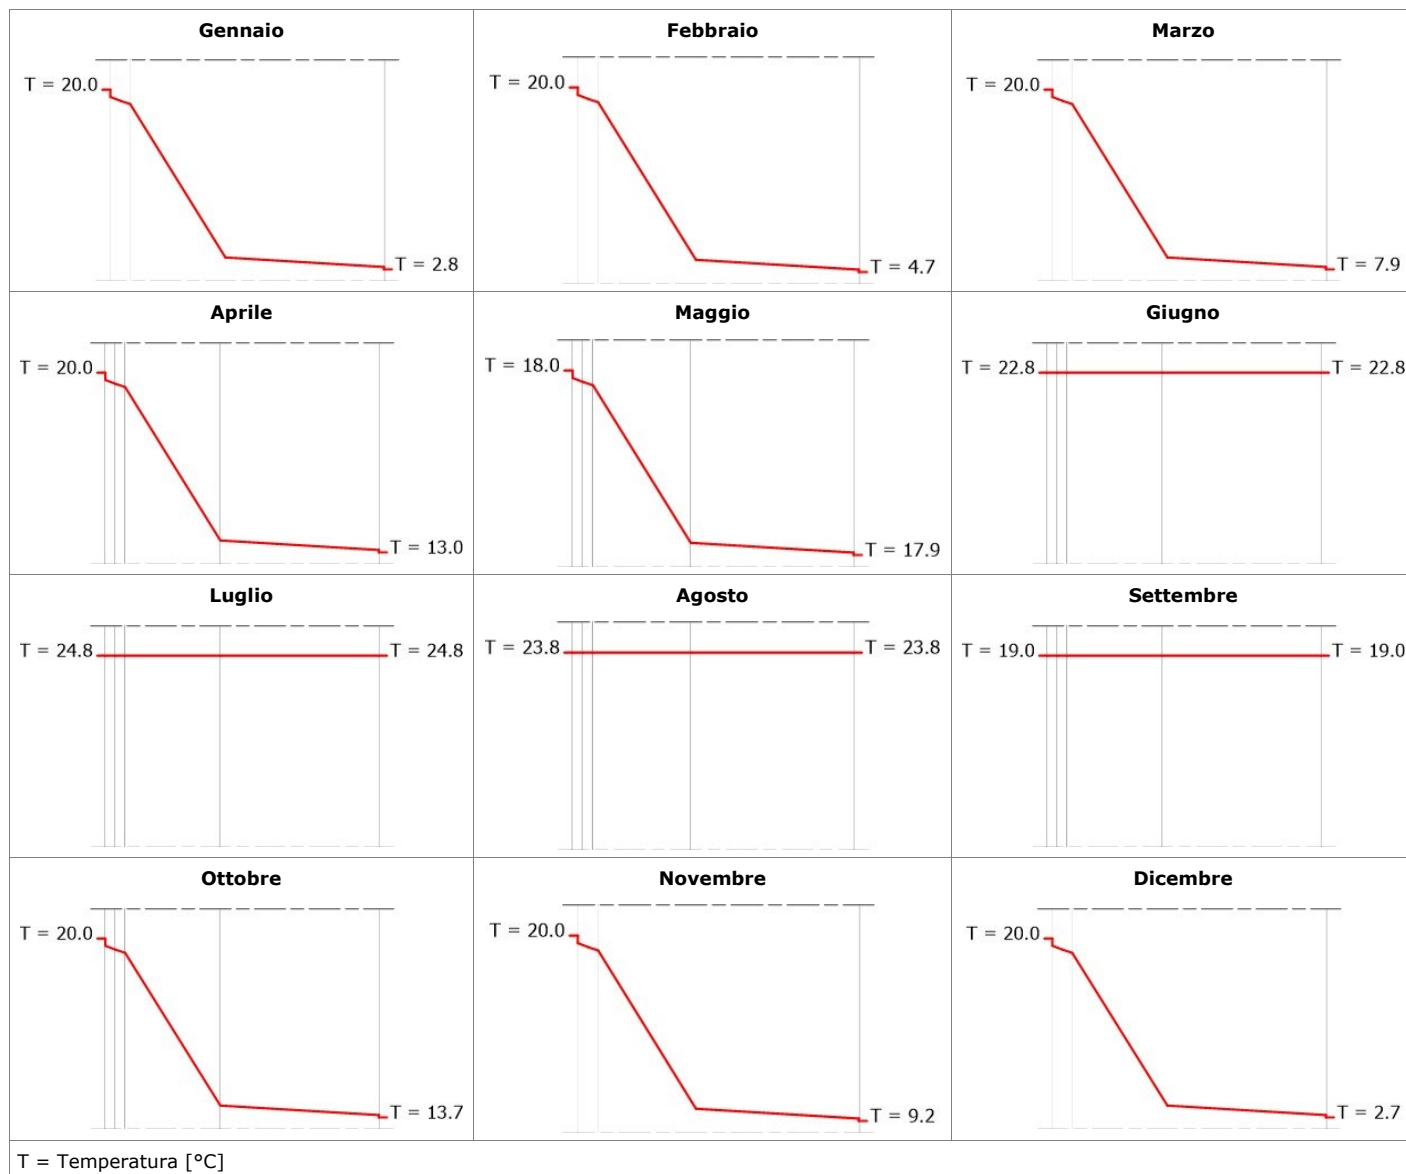 Gennaio
T = 20.0
T = 2.8
Febbraio
T = 20.0
T = 4.7
Marzo
T = 20.0
T = 7.9
Aprile
T = 20.0
T = 13.0
Maggio
T = 18.0
T = 17.9
Giugno
T = 22.8
T = 22.8
Luglio
T = 24.8
T = 24.8
Agosto
T = 23.8
T = 23.8
Settembre
T = 19.0
T = 19.0
Ottobre
T = 20.0
T = 13.7
Novembre
T = 20.0
T = 9.2
Dicembre
T = 20.0
T = 2.7
T = Temperatura [°C]